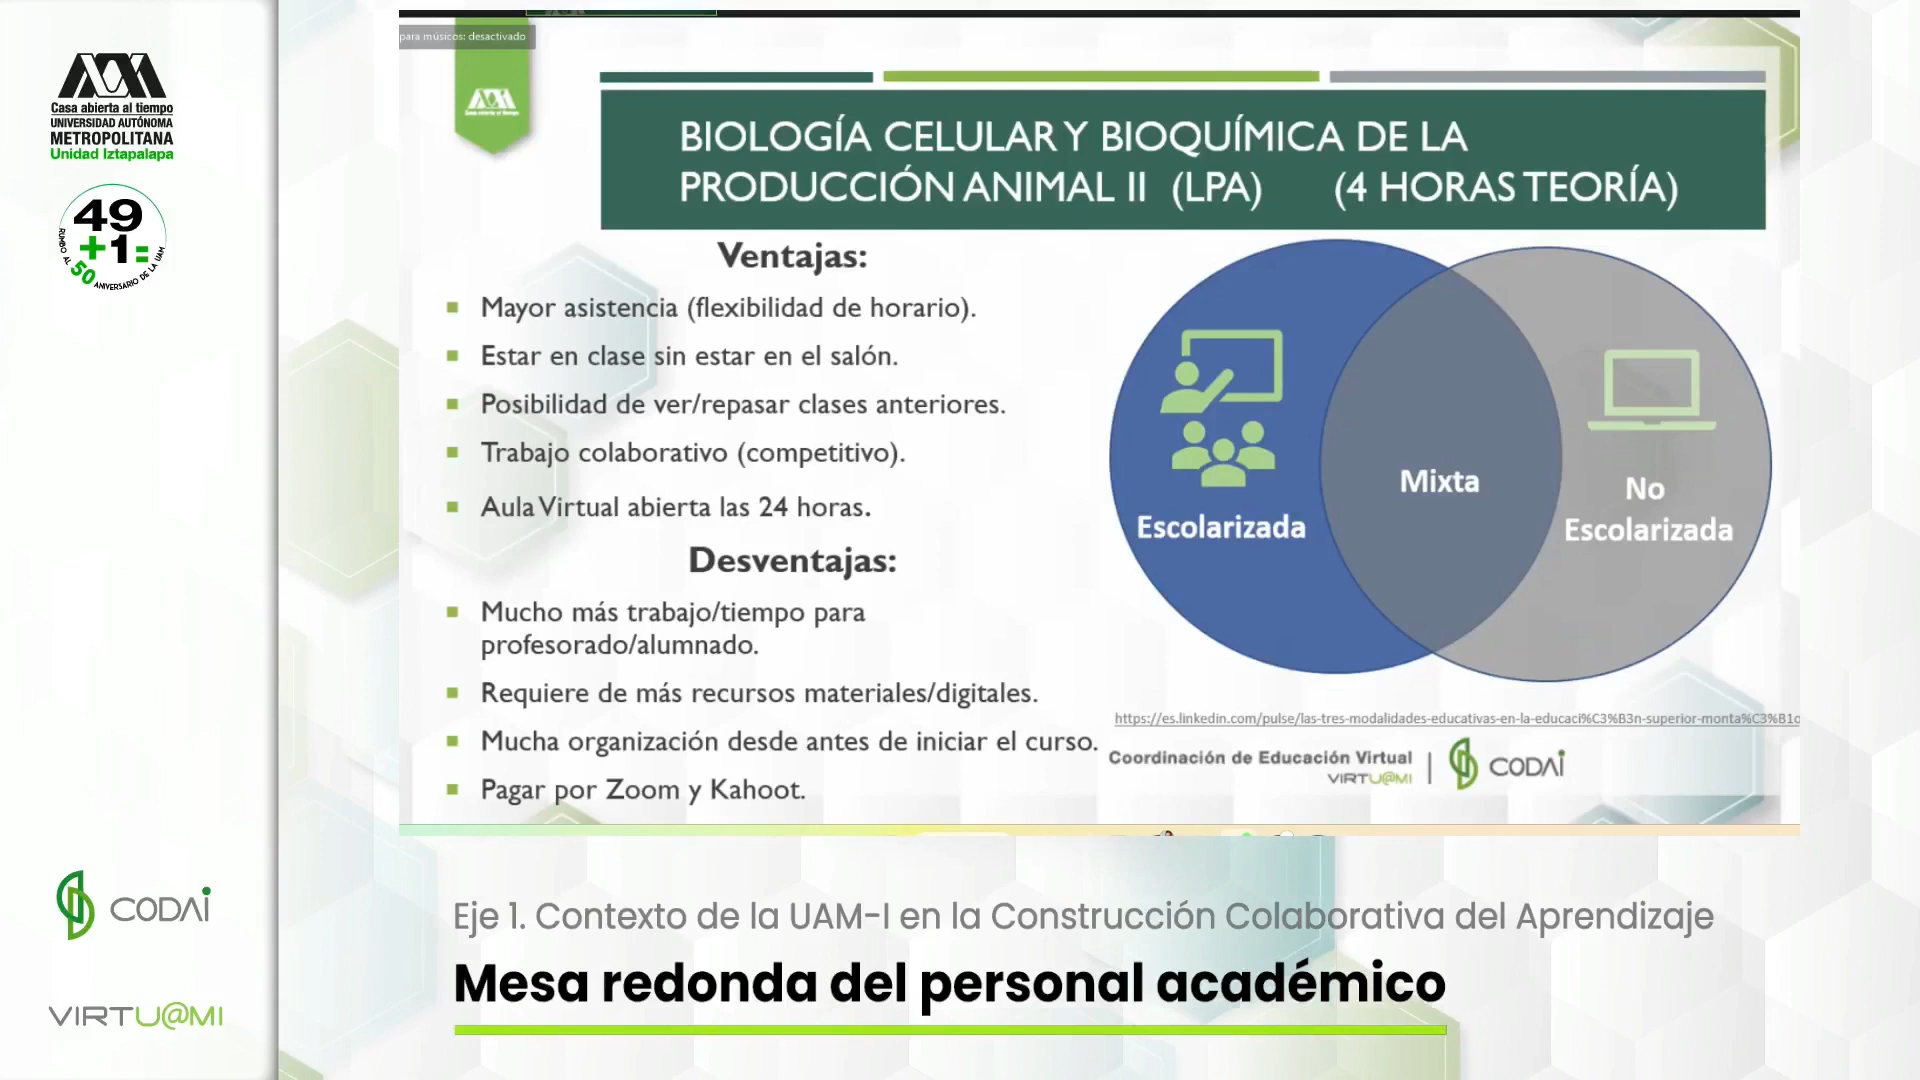 Casa abierta al tiempo
UNIVERSIDAD AUTÓNOMA
METROPOLITANA
Unidad Iztapalapa
49
+1=
RUMBO AL 50 ANIVERSARIO DE LA UAM
CODAI
VIRTU@MI
para músicos: desactivado
Casa abierta al tiempo
BIOLOGÍA CELULAR Y BIOQUÍMICA DE LA
PRODUCCIÓN ANIMAL II (LPA) (4 HORAS TEORÍA)
Ventajas:
Mayor asistencia (flexibilidad de horario).
Estar en clase sin estar en el salón.
Posibilidad de ver/repasar clases anteriores.
Trabajo colaborativo (competitivo).
Aula Virtual abierta las 24 horas.
Desventajas:
Mucho más trabajo/tiempo para
profesorado/alumnado.
Requiere de más recursos materiales/digitales.
Mucha organización desde antes de iniciar el curso.
Pagar por Zoom y Kahoot.
Escolarizada
Mixta
No
Escolarizada
https://es.linkedin.com/pulse/las-tres-modalidades-educativas-en-la-educaci%C3%B3n-superior-monta%C3%B1o
Coordinación de Educación Virtual
VIRTU@MI
CODAI
Eje 1. Contexto de la UAM-I en la Construcción Colaborativa del Aprendizaje
Mesa redonda del personal académico